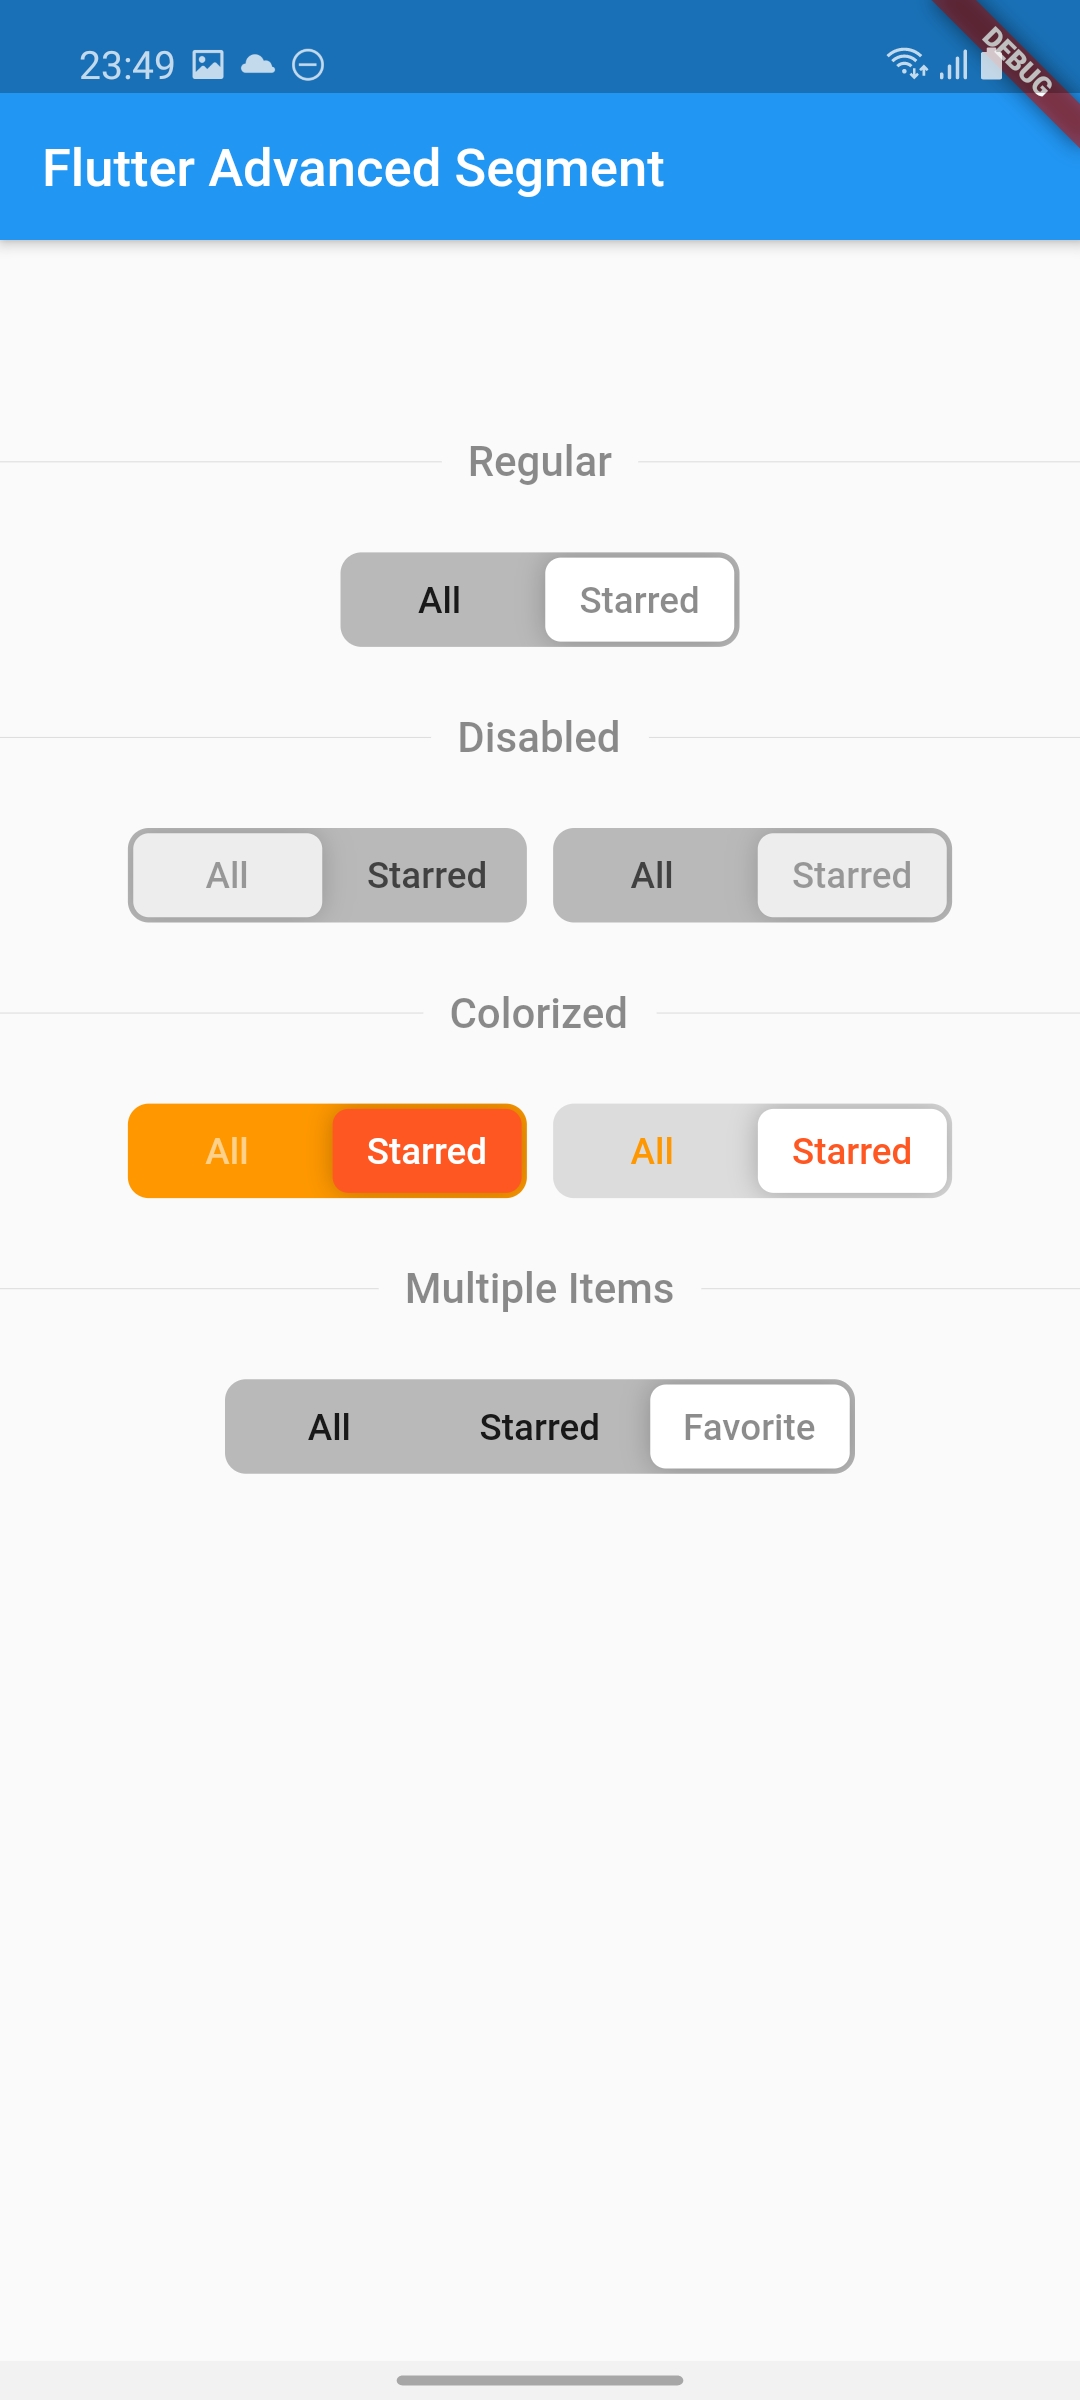 23:49
DEBUG
Flutter Advanced Segment
Regular
All Starred
Disabled
All Starred All Starred
Colorized
All Starred All Starred
Multiple Items
All Starred Favorite